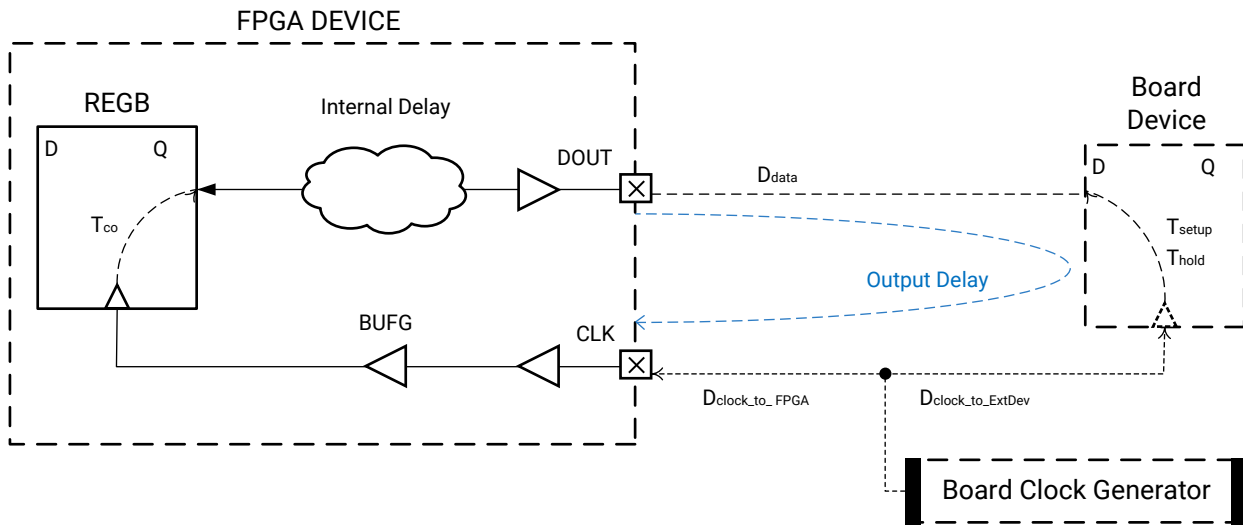 FPGA DEVICE
REGB
Internal Delay
Board
Device
D
Q
DOUT
D
Q
Ddata
Tco
Tsetup
Thold
Output Delay
BUFG
CLK
Dclock_to_ FPGA
Dclock_to_ExtDev
Board Clock Generator